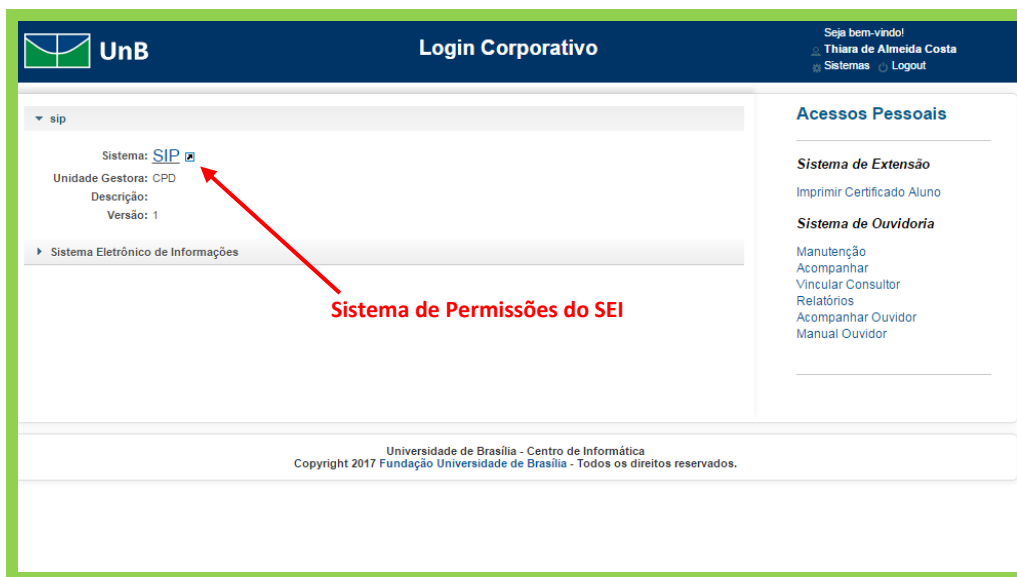 UnB
Login Corporativo
Seja bem-vindo!
Thiara de Almeida Costa
Sistemas Logout
sip
Sistema: SIP
Unidade Gestora: CPD
Descrição:
Versão: 1
Sistema Eletrônico de Informações
Sistema de Permissões do SEI
Acessos Pessoais
Sistema de Extensão
Imprimir Certificado Aluno
Sistema de Ouvidoria
Manutenção
Acompanhar
Vincular Consultor
Relatórios
Acompanhar Ouvidor
Manual Ouvidor
Universidade de Brasília - Centro de Informática
Copyright 2017 Fundação Universidade de Brasília - Todos os direitos reservados.